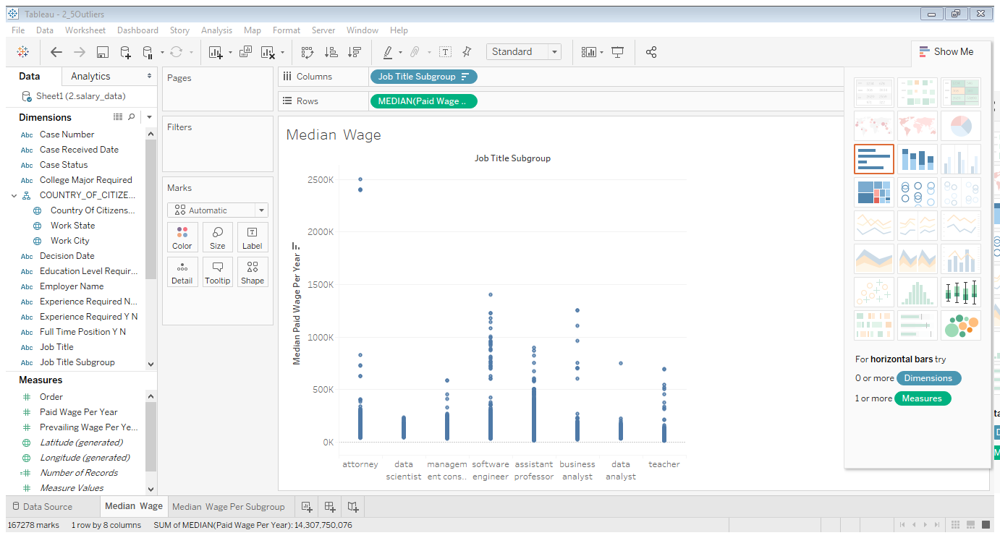 Tableau - 2_5Outliers
File Data Worksheet Dashboard Story Analysis Map Format Server Window Help
Standard
Show Me
Data
Analytics
Sheet1 (2.salary_data)
Dimensions
Abc Case Number
Abc Case Received Date
Abc Case Status
Abc College Major Required
COUNTRY_OF_CITIZE...
Country Of Citizens...
Work State
Work City
Abc Decision Date
Abc Education Level Requir...
Abc Employer Name
Abc Experience Required N...
Abc Experience Required Y N
Abc Full Time Position Y N
Abc Job Title
Abc Job Title Subgroup
Measures
Order
Paid Wage Per Year
Prevailing Wage Per Ye...
Latitude (generated)
Longitude (generated)
Number of Records
Measure Values
Pages
Filters
Marks
Automatic
Color
Size
Label
Detail
Tooltip
Shape
Columns
Job Title Subgroup
Rows
MEDIAN(Paid Wage ..
Median Wage
Job Title Subgroup
Median Paid Wage Per Year
2500K
2000K
1500K
1000K
500K
0K
attorney
data
scientist
managem
ent cons..
software
engineer
assistant
professor
business
analyst
data
analyst
teacher
For horizontal bars try
0 or more Dimensions
1 or more Measures
Data Source
Median Wage
Median Wage Per Subgroup
167278 marks
1 row by 8 columns
SUM of MEDIAN(Paid Wage Per Year): 14,307,750,076